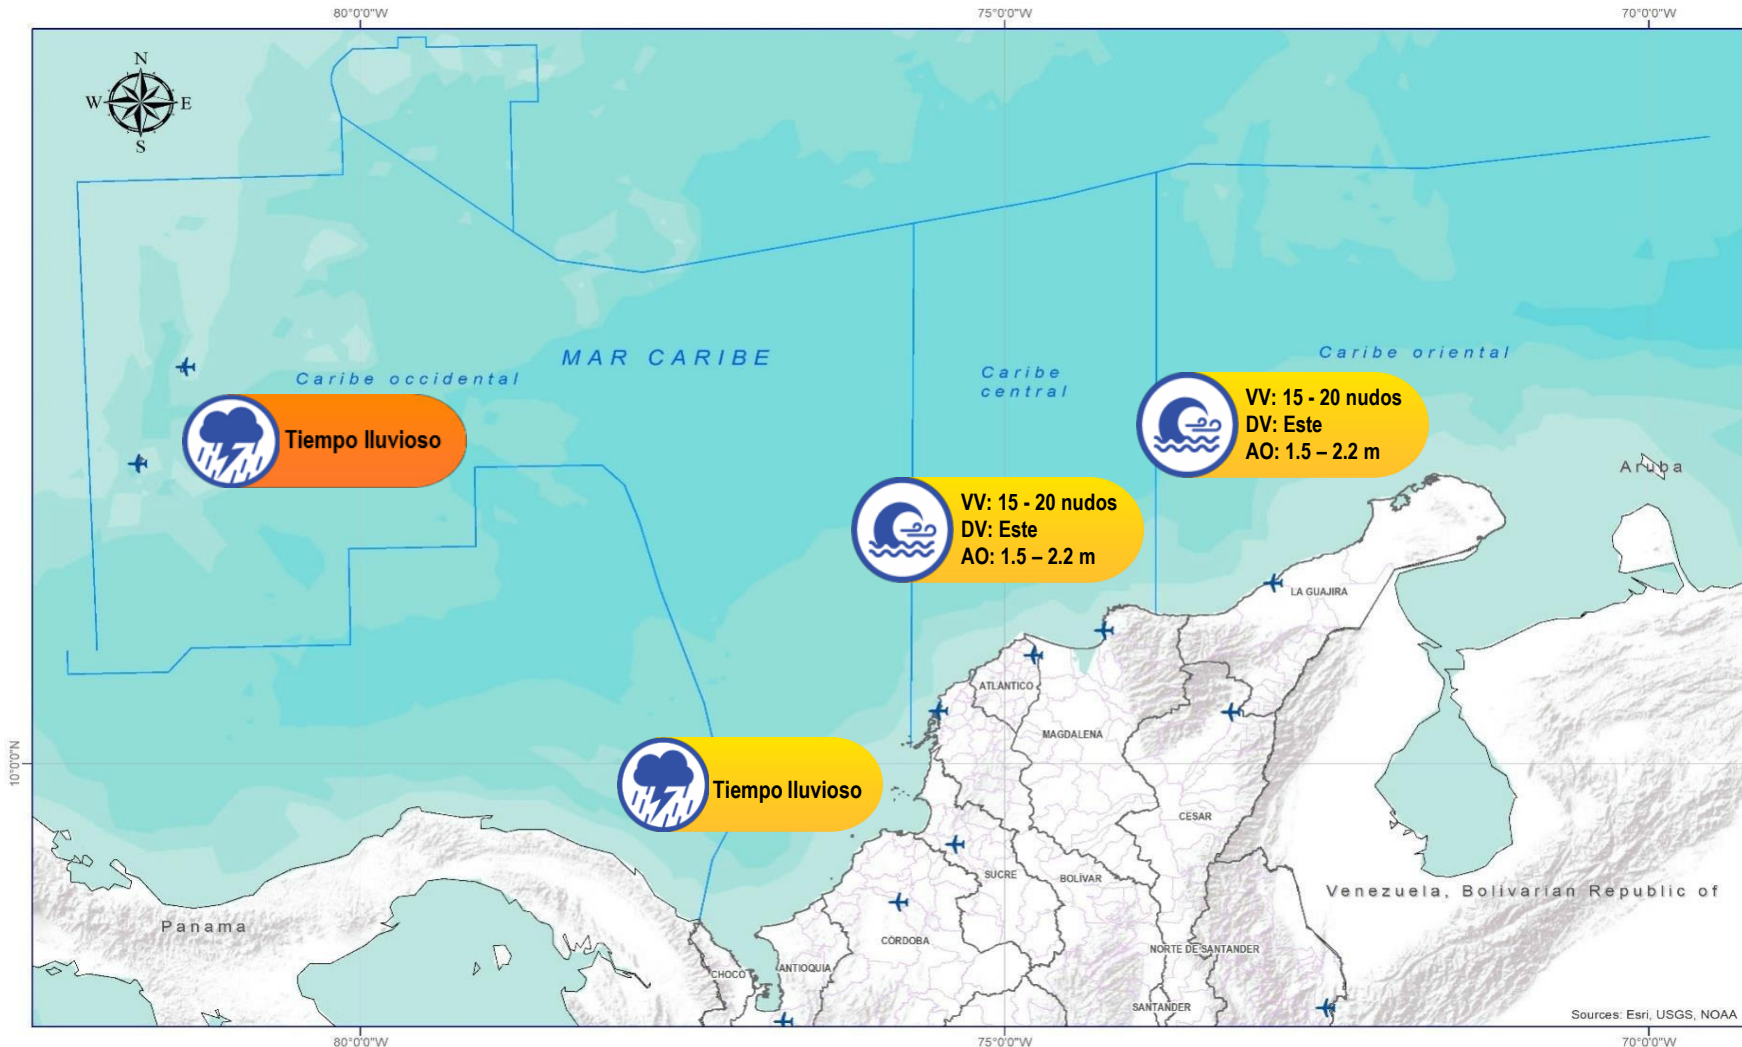 80°0'0"W
75°0'0"W
70°0'0"W
N
W
E
S
MAR CARIBE
Caribe occidental
Caribe
central
Caribe oriental
VV: 15 - 20 nudos
DV: Este
AO: 1.5 – 2.2 m
Tiempo lluvioso
Aruba
VV: 15 - 20 nudos
DV: Este
AO: 1.5 – 2.2 m
LA GUAJIRA
ATLANTICO
MAGDALENA
10°0'0"N
Tiempo lluvioso
CESAR
SUCRE
BOLÍVAR
Venezuela, Bolivarian Republic of
Panama
CÓRDOBA
NORTE DE SANTANDER
CHOCO
ANTIOQUIA
SANTANDER
Sources: Esri, USGS, NOAA
80°0'0"W
75°0'0"W
70°0'0"W